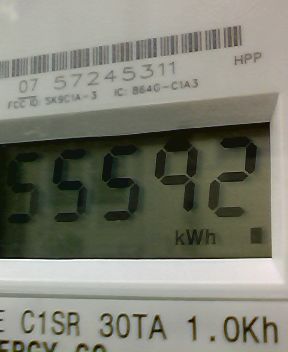 07 57245311
HPP
FCC ID: SK9C1A-3 IC: 864G-C1A3
55592
kWh
C1SR 30TA 1.0Kh